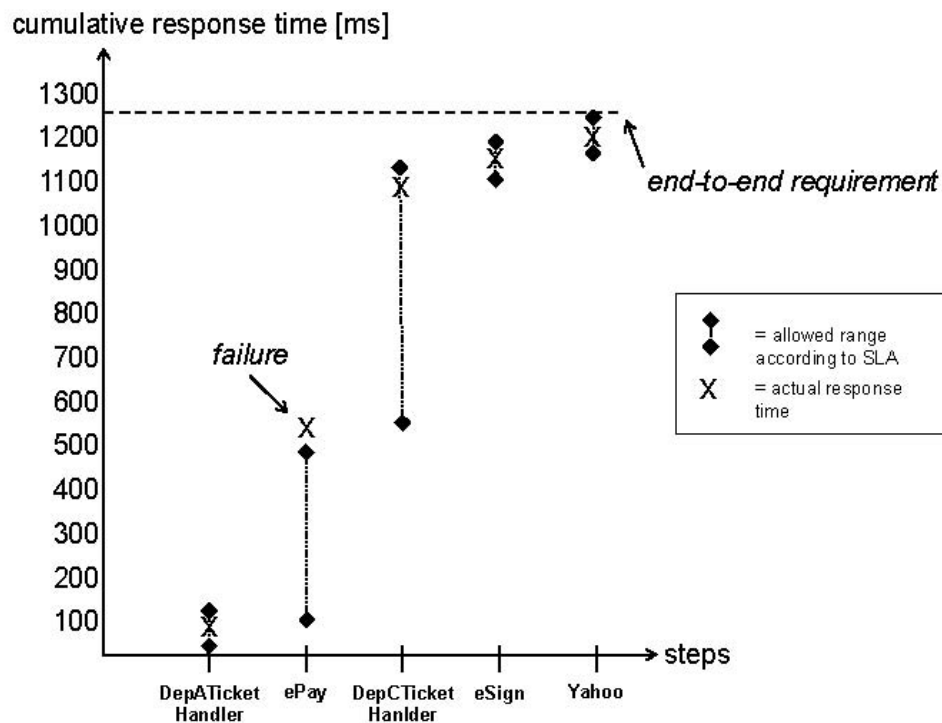 cumulative response time [ms]
1300
1200
1100
1000
900
800
700
600
500
400
300
200
100
end-to-end requirement
failure
= allowed range
according to SLA
X = actual response
time
X
X
X
X
X
steps
DepATicket
Handler
ePay
DepCTicket
Hanlder
eSign
Yahoo